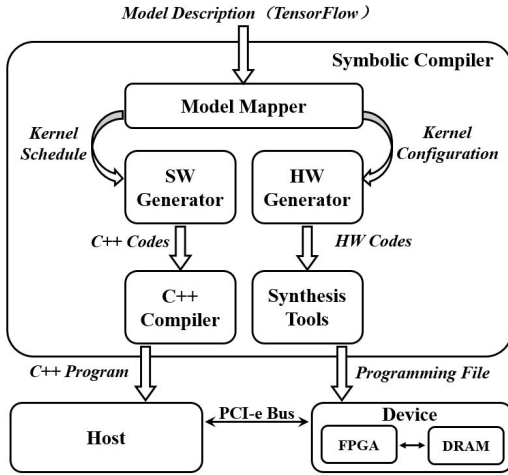 Model Description（TensorFlow）
Symbolic Compiler
Model Mapper
Kernel
Schedule
Kernel
Configuration
SW
Generator
HW
Generator
C++ Codes
HW Codes
C++
Compiler
Synthesis
Tools
C++ Program
Programming File
Host
PCI-e Bus
Device
FPGA
DRAM